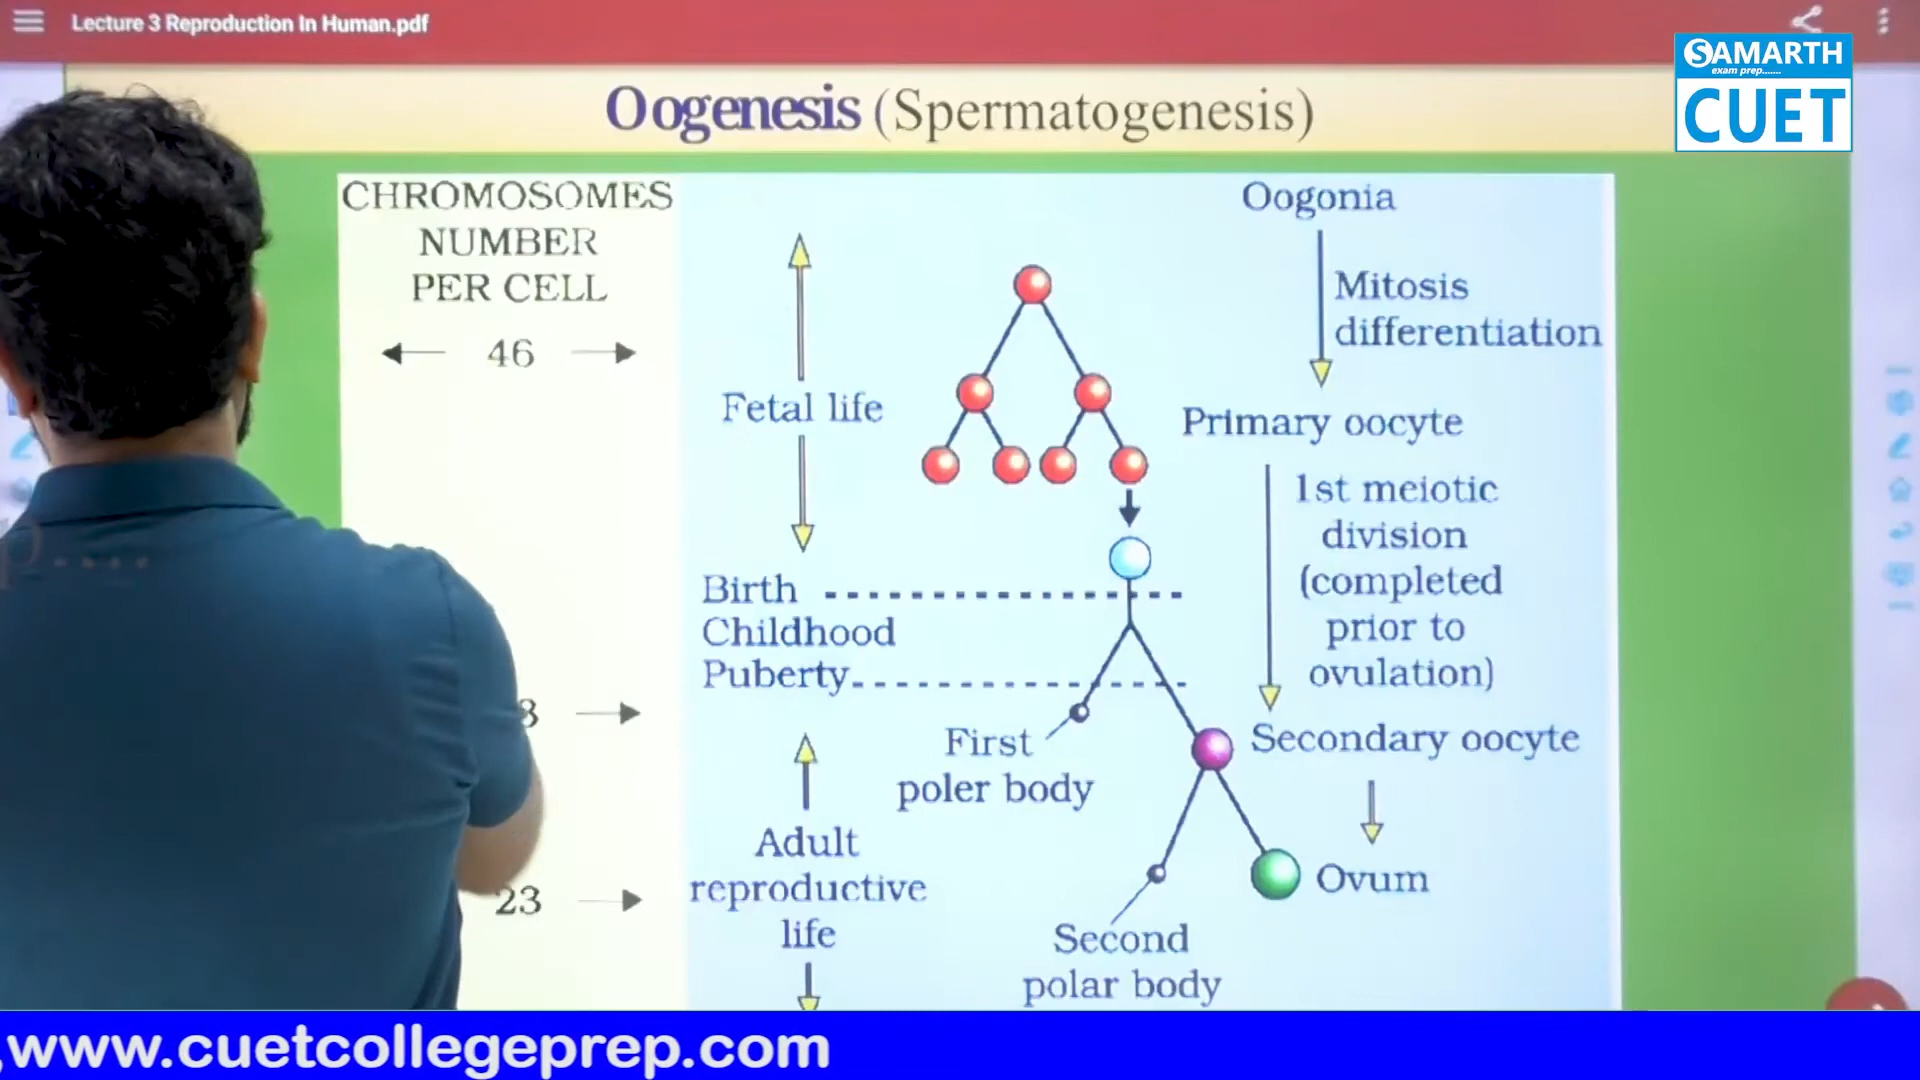 Lecture 3 Reproduction In Human.pdf
SAMARTH
exam prep.......
CUET
Oogenesis (Spermatogenesis)
CHROMOSOMES
NUMBER
PER CELL
46
23
Fetal life
Birth
Childhood
Puberty
Adult
reproductive
life
First
poler body
Second
polar body
Oogonia
Mitosis
differentiation
Primary oocyte
1st meiotic
division
(completed
prior to
ovulation)
Secondary oocyte
Ovum
www.cuetcollegeprep.com